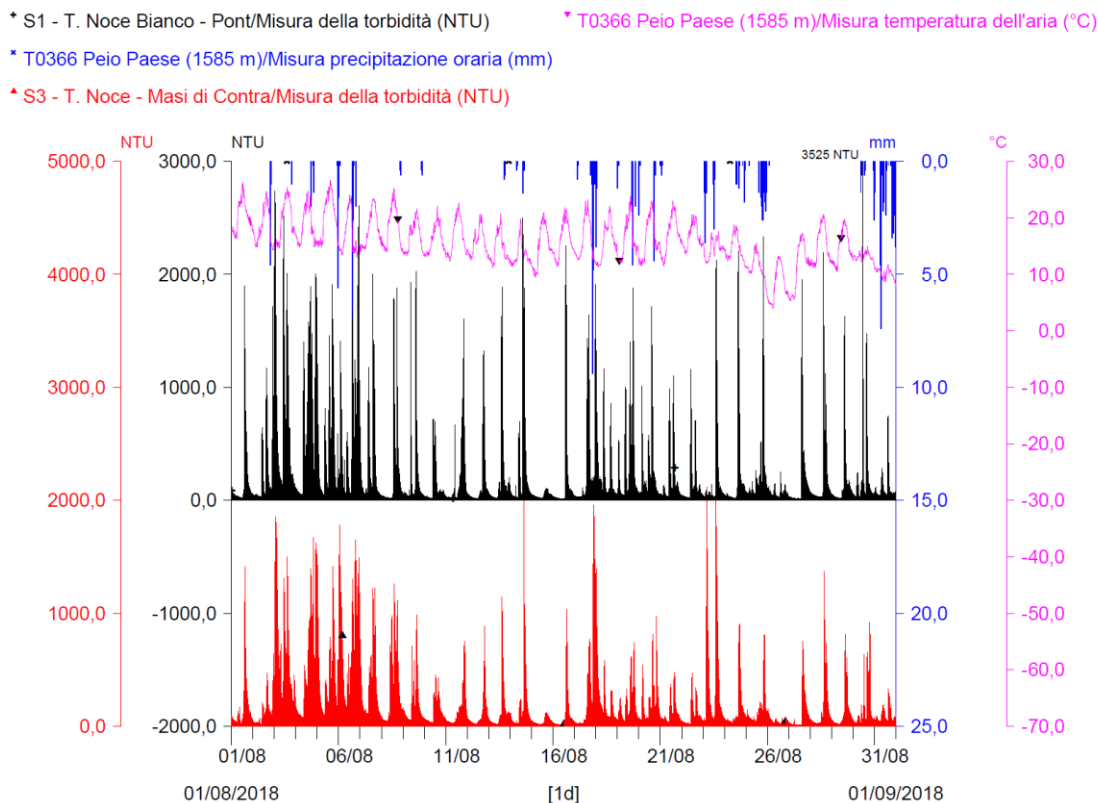 S1 - T. Noce Bianco - Pont/Misura della torbidità (NTU)
T0366 Peio Paese (1585 m)/Misura temperatura dell'aria (°C)
T0366 Peio Paese (1585 m)/Misura precipitazione oraria (mm)
S3 - T. Noce - Masi di Contra/Misura della torbidità (NTU)
NTU NTU mm °C
3525 NTU
5000,0 3000,0 0,0 30,0
20,0
4000,0 2000,0 5,0 10,0
0,0
3000,0 1000,0 10,0 -10,0
-20,0
2000,0 0,0 15,0 -30,0
-40,0
1000,0 -1000,0 20,0 -50,0
-60,0
0,0 -2000,0 25,0 -70,0
01/08 06/08 11/08 16/08 21/08 26/08 31/08
01/08/2018 [1d] 01/09/2018